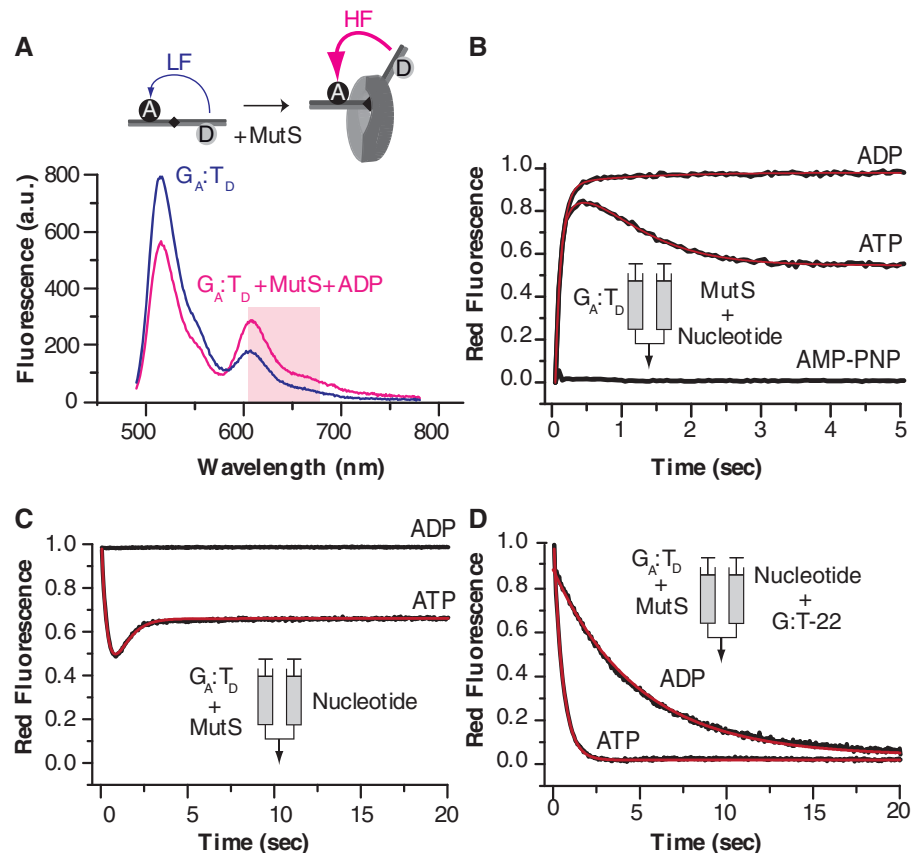 A
LF
HF
A
D
+MutS
A
D
Fluorescence (a.u.)
800
600
400
200
0
G_A:T_D
G_A:T_D +MutS+ADP
500
600
700
800
Wavelength (nm)
B
Red Fluorescence
1.0
0.8
0.6
0.4
0.2
0.0
ADP
ATP
G_A:T_D
MutS
+
Nucleotide
AMP-PNP
0
1
2
3
4
5
Time (sec)
C
Red Fluorescence
1.0
0.8
0.6
0.4
0.2
0.0
ADP
ATP
G_A:T_D
+
MutS
Nucleotide
0
5
10
15
20
Time (sec)
D
Red Fluorescence
1.0
0.8
0.6
0.4
0.2
0.0
G_A:T_D
+
MutS
Nucleotide
+
G:T-22
ADP
ATP
0
5
10
15
20
Time (sec)